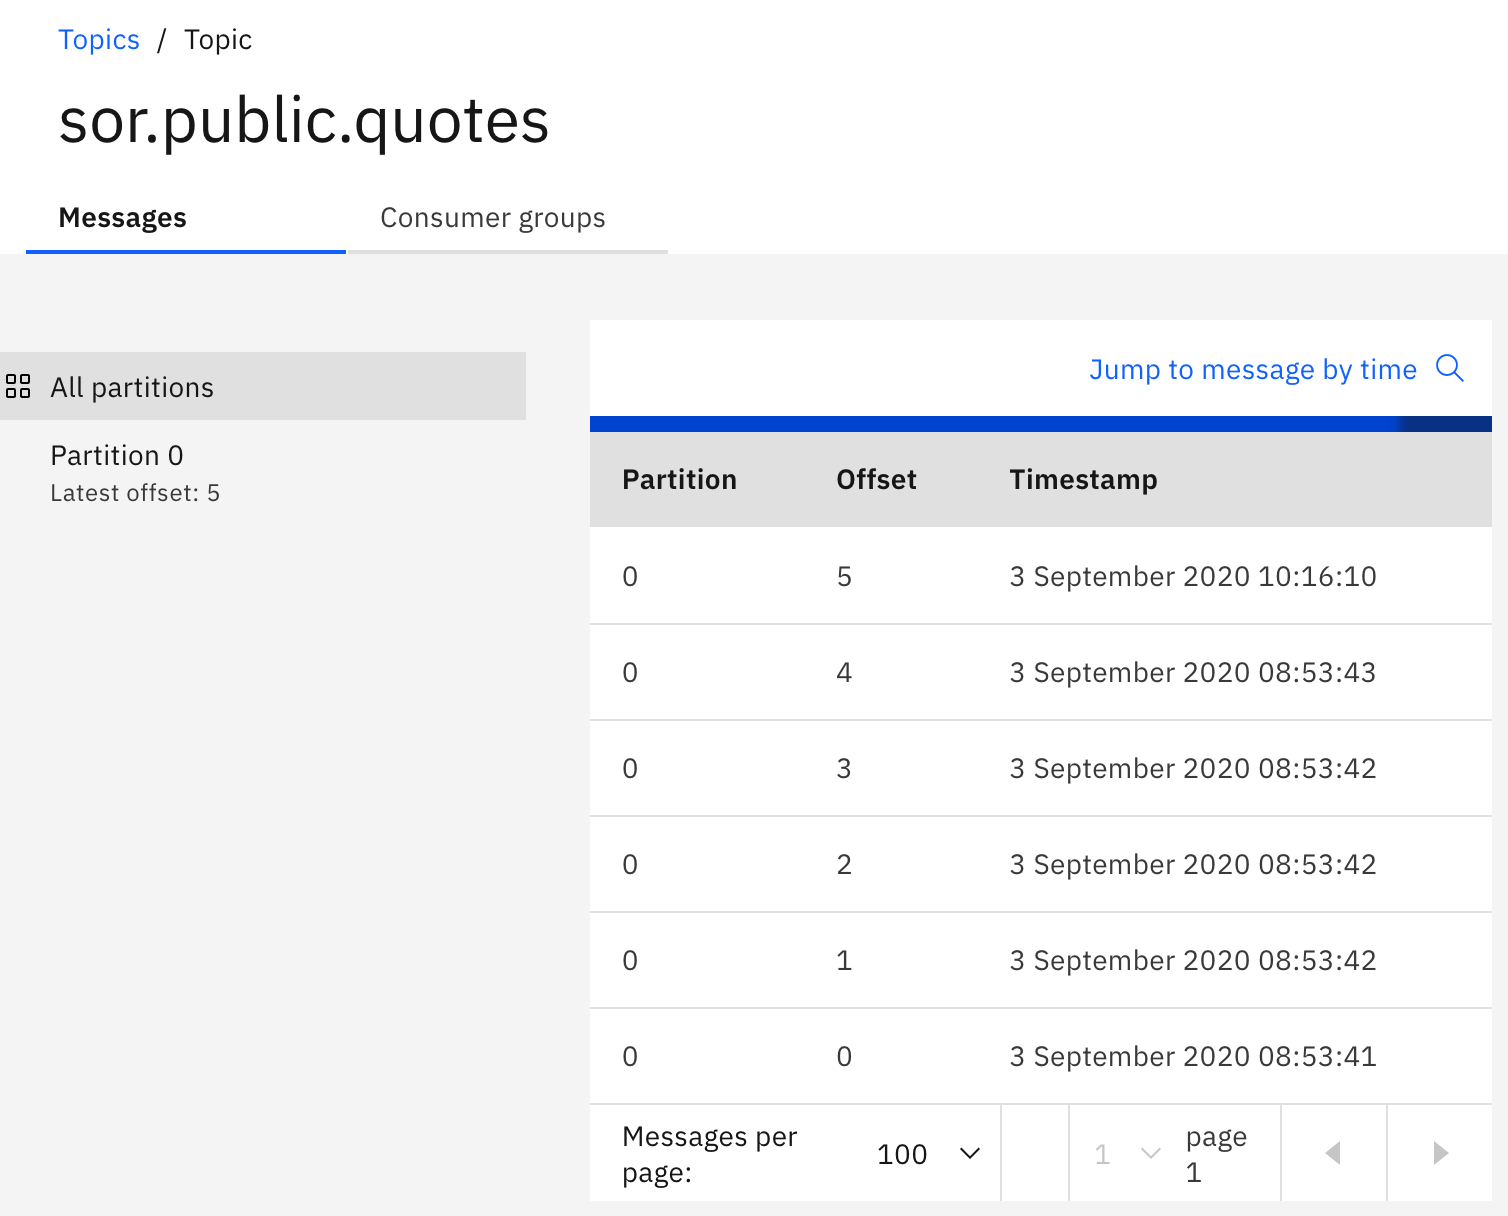 Topics / Topic
sor.public.quotes
Messages Consumer groups
All partitions
Partition 0
Latest offset: 5
Jump to message by time
Partition Offset Timestamp
0 5 3 September 2020 10:16:10
0 4 3 September 2020 08:53:43
0 3 3 September 2020 08:53:42
0 2 3 September 2020 08:53:42
0 1 3 September 2020 08:53:42
0 0 3 September 2020 08:53:41
Messages per
page:
100
1
page
1